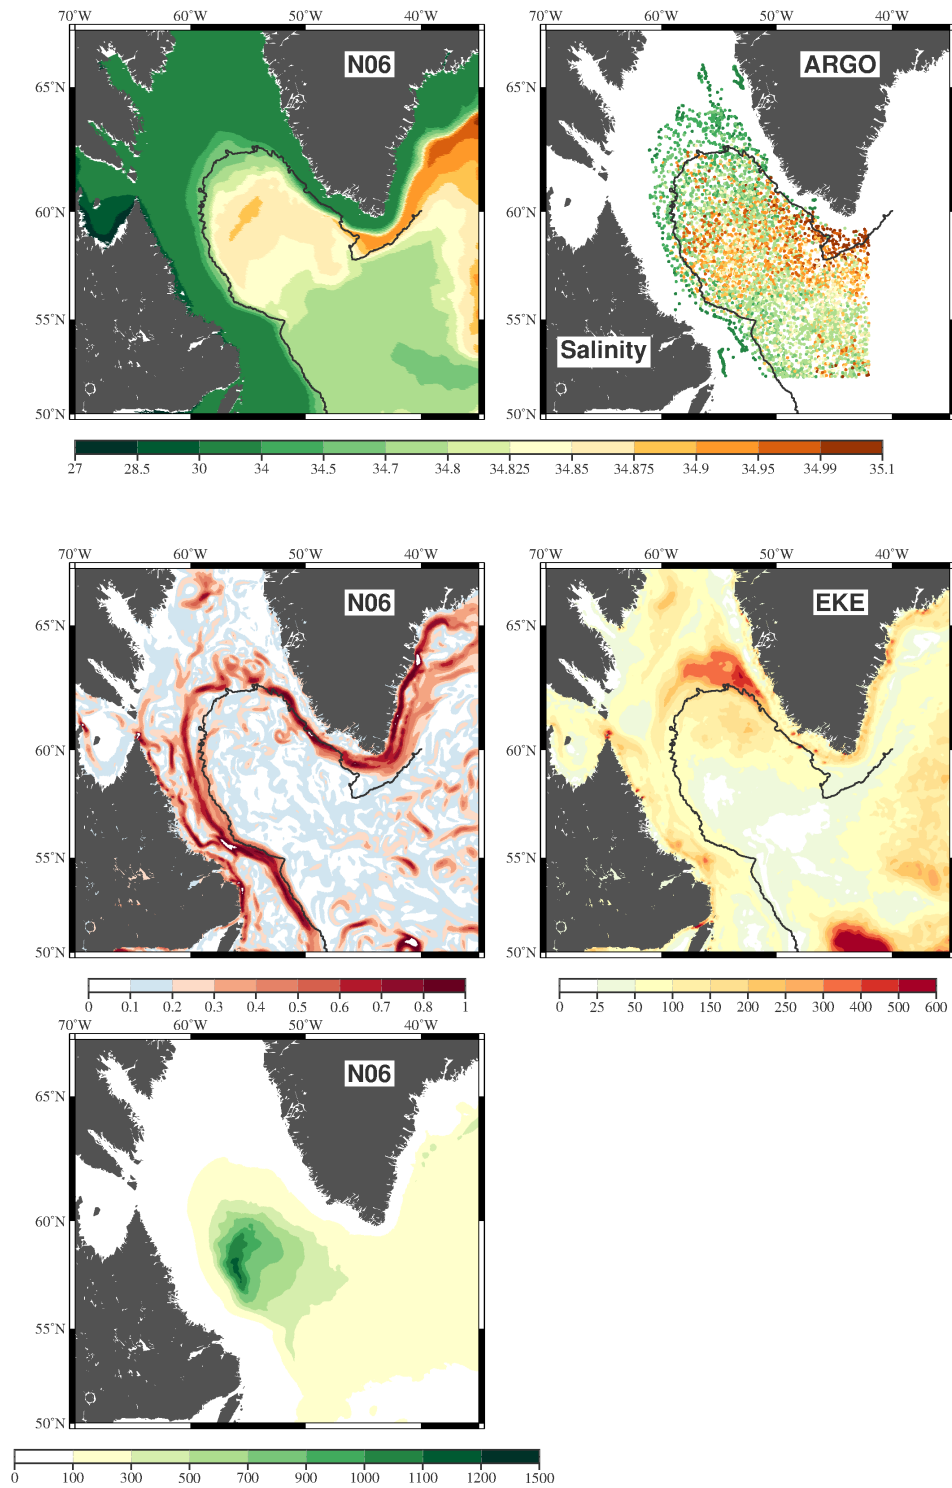 70°W 60°W 50°W 40°W 70°W 60°W 50°W 40°W
N06 ARGO
65°N 65°N
60°N 60°N
55°N 55°N
Salinity
50°N 50°N
27 28.5 30 34 34.5 34.7 34.8 34.825 34.85 34.875 34.9 34.95 34.99 35.1
70°W 60°W 50°W 40°W 70°W 60°W 50°W 40°W
N06 EKE
65°N 65°N
60°N 60°N
55°N 55°N
50°N 50°N
0 0.1 0.2 0.3 0.4 0.5 0.6 0.7 0.8 1 0 25 50 100 150 200 250 300 400 500 600
70°W 60°W 50°W 40°W
N06
65°N
60°N
55°N
50°N
0 100 300 500 700 900 1000 1100 1200 1500